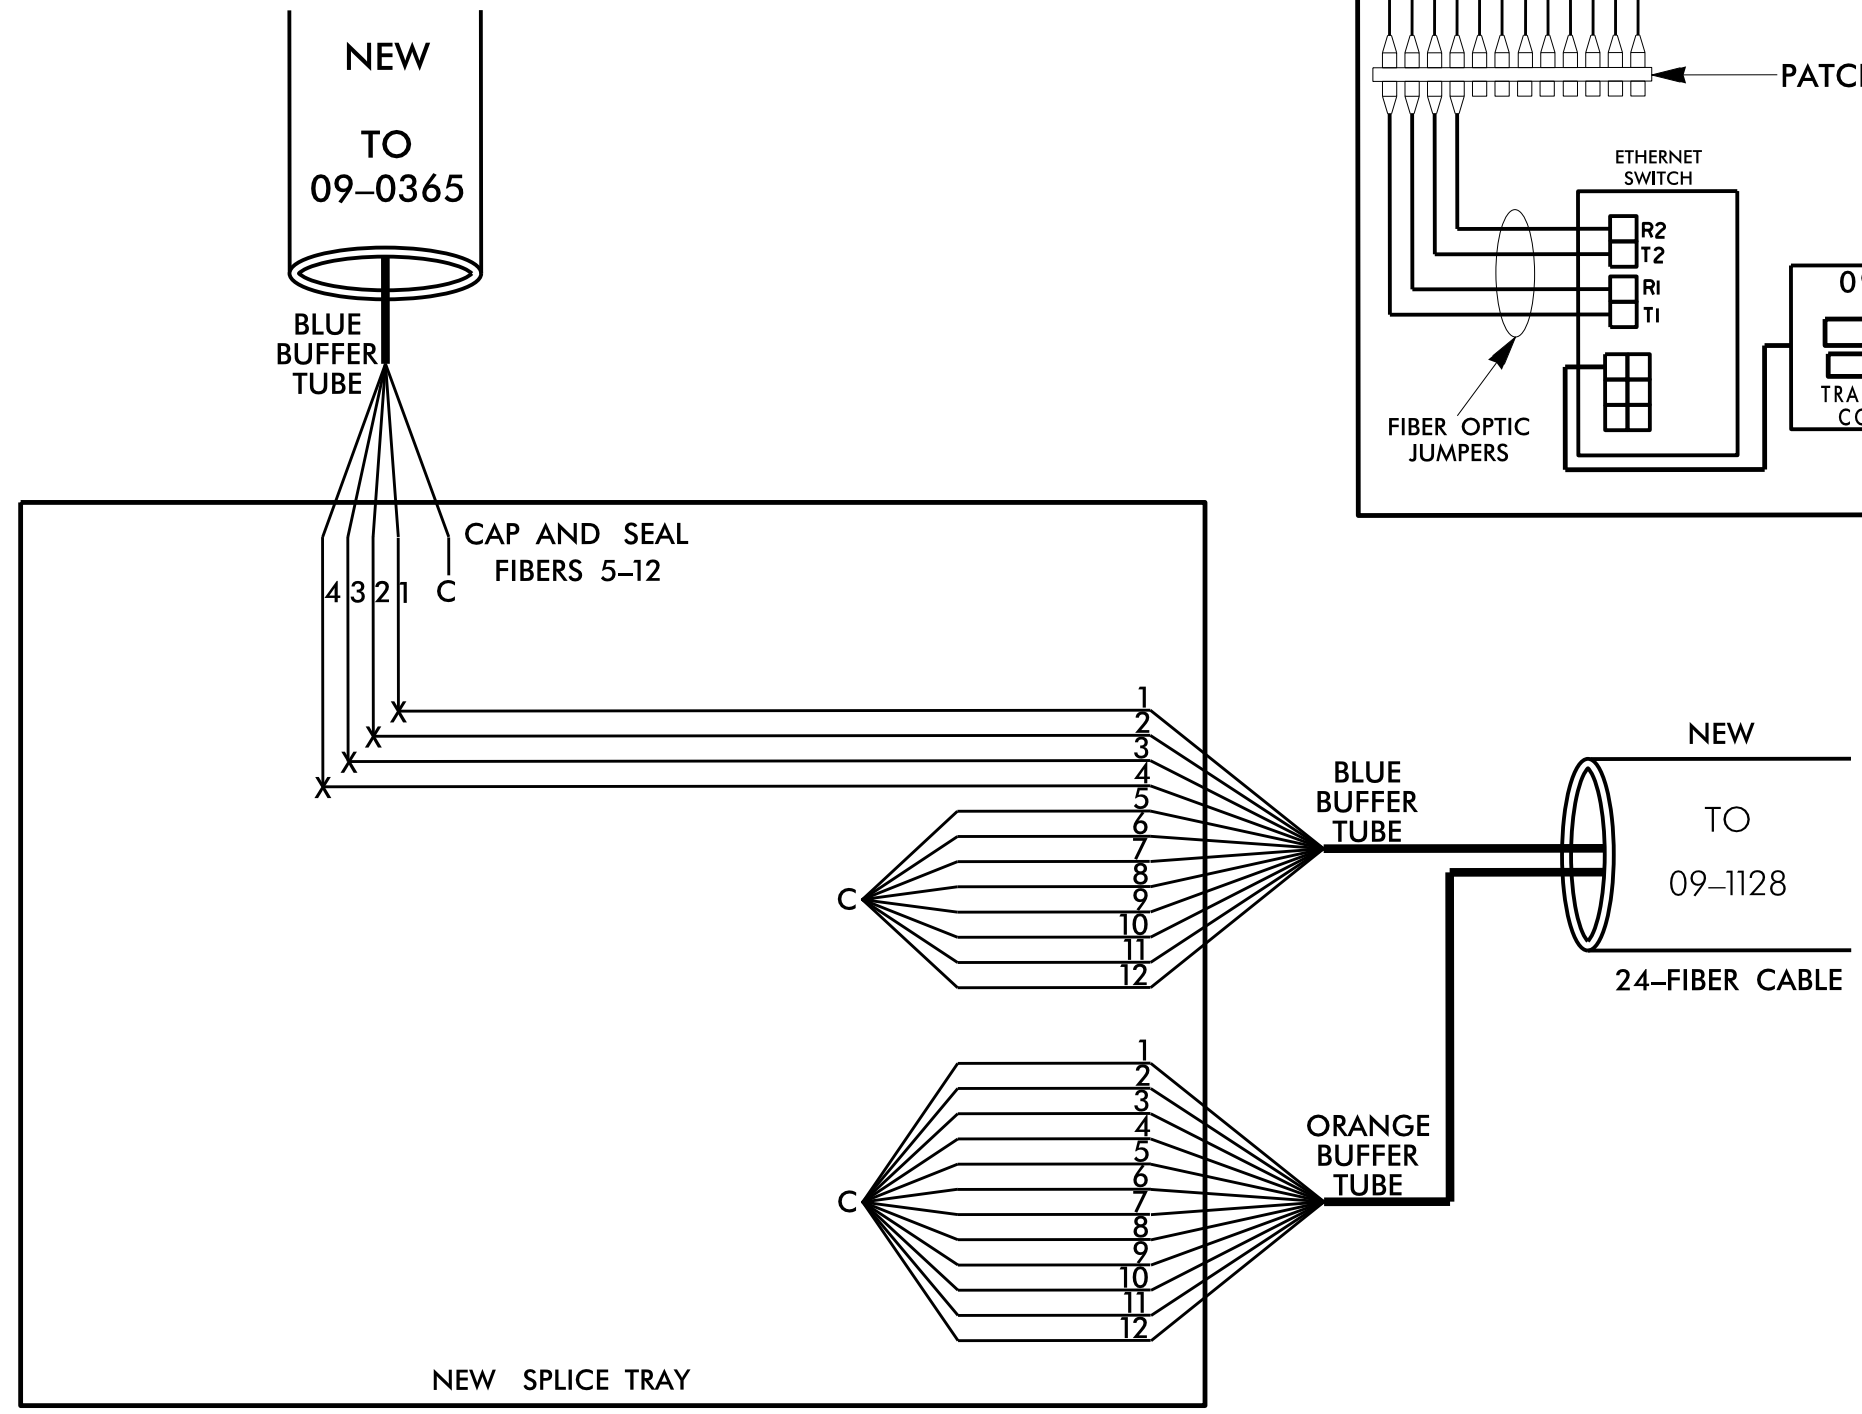 NEW
TO
09–0365
BLUE
BUFFER
TUBE
ETHERNET
SWITCH
R2
T2
R1
T1
FIBER OPTIC
JUMPERS
CAP AND SEAL
FIBERS 5–12
4 3 2 1 C
1
2
3
4
5
6
7
8
9
10
11
12
C
BLUE
BUFFER
TUBE
NEW
TO
09–1128
24–FIBER CABLE
1
2
3
4
5
6
7
8
9
10
11
12
C
ORANGE
BUFFER
TUBE
X
X
X
X
NEW SPLICE TRAY